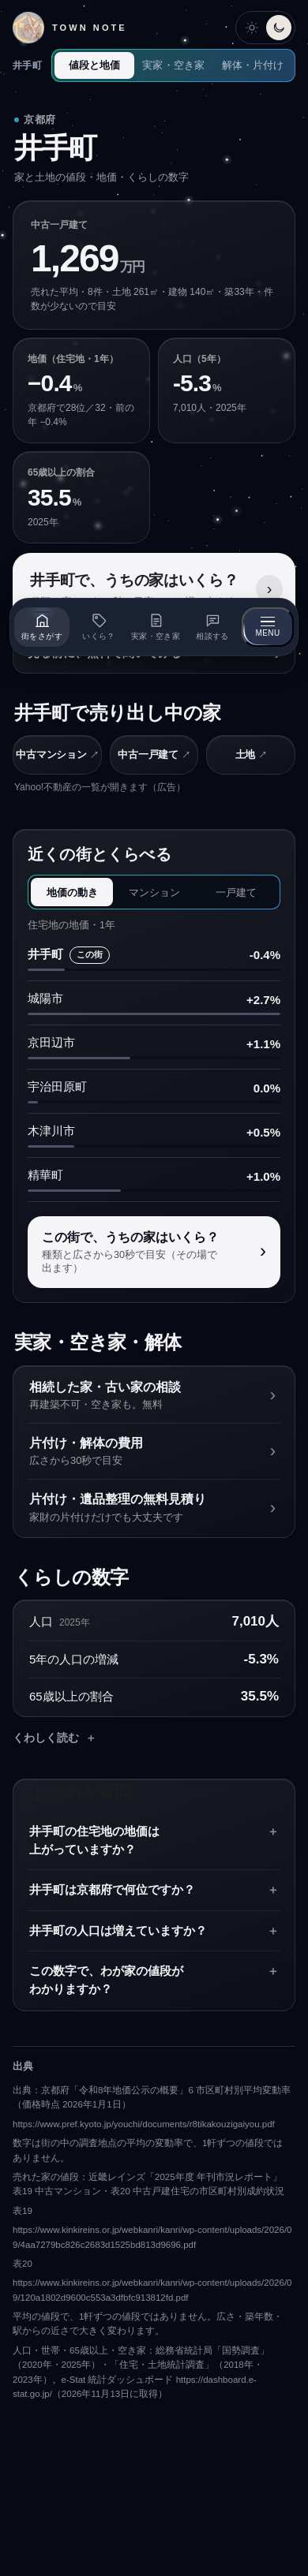 TOWN NOTE
井手町
値段と地価
実家・空き家
解体・片付け
京都府
井手町
家と土地の値段・地価・くらしの数字
中古一戸建て
1,269万円
売れた平均・8件・土地 261㎡・建物 140㎡・築33年・件
数が少ないので目安
地価（住宅地・1年）
−0.4%
京都府で28位／32・前の
年 −0.4%
人口（5年）
-5.3%
7,010人・2025年
65歳以上の割合
35.5%
2025年
井手町で、うちの家はいくら？
›
街をさがす
いくら？
実家・空き家
相談する
MENU
井手町で売り出し中の家
中古マンション ↗
中古一戸建て ↗
土地 ↗
Yahoo!不動産の一覧が開きます（広告）
近くの街とくらべる
地価の動き
マンション
一戸建て
住宅地の地価・1年
井手町 この街 -0.4%
城陽市 +2.7%
京田辺市 +1.1%
宇治田原町 0.0%
木津川市 +0.5%
精華町 +1.0%
この街で、うちの家はいくら？
種類と広さから30秒で目安（その場で
出ます）
›
実家・空き家・解体
相続した家・古い家の相談
再建築不可・空き家も。無料
›
片付け・解体の費用
広さから30秒で目安
›
片付け・遺品整理の無料見積り
家財の片付けだけでも大丈夫です
›
くらしの数字
人口 2025年 7,010人
5年の人口の増減 -5.3%
65歳以上の割合 35.5%
くわしく読む +
井手町の住宅地の地価は
上がっていますか？ +
井手町は京都府で何位ですか？ +
井手町の人口は増えていますか？ +
この数字で、わが家の値段が
わかりますか？ +
出典
出典：京都府「令和8年地価公示の概要」6 市区町村別平均変動率
（価格時点 2026年1月1日）
https://www.pref.kyoto.jp/youchi/documents/r8tikakouzigaiyou.pdf
数字は街の中の調査地点の平均の変動率で、1軒ずつの値段では
ありません。
売れた家の値段：近畿レインズ「2025年度 年刊市況レポート」
表19 中古マンション・表20 中古戸建住宅の市区町村別成約状況
表19
https://www.kinkireins.or.jp/webkanri/kanri/wp-content/uploads/2026/0
9/4aa7279bc826c2683d1525bd813d9696.pdf
表20
https://www.kinkireins.or.jp/webkanri/kanri/wp-content/uploads/2026/0
9/120a1802d9600c553a3dfbfc913812fd.pdf
平均の値段で、1軒ずつの値段ではありません。広さ・築年数・
駅からの近さで大きく変わります。
人口・世帯・65歳以上・空き家：総務省統計局「国勢調査」
（2020年・2025年）・「住宅・土地統計調査」（2018年・
2023年）。e-Stat 統計ダッシュボード https://dashboard.e-
stat.go.jp/（2026年11月13日に取得）